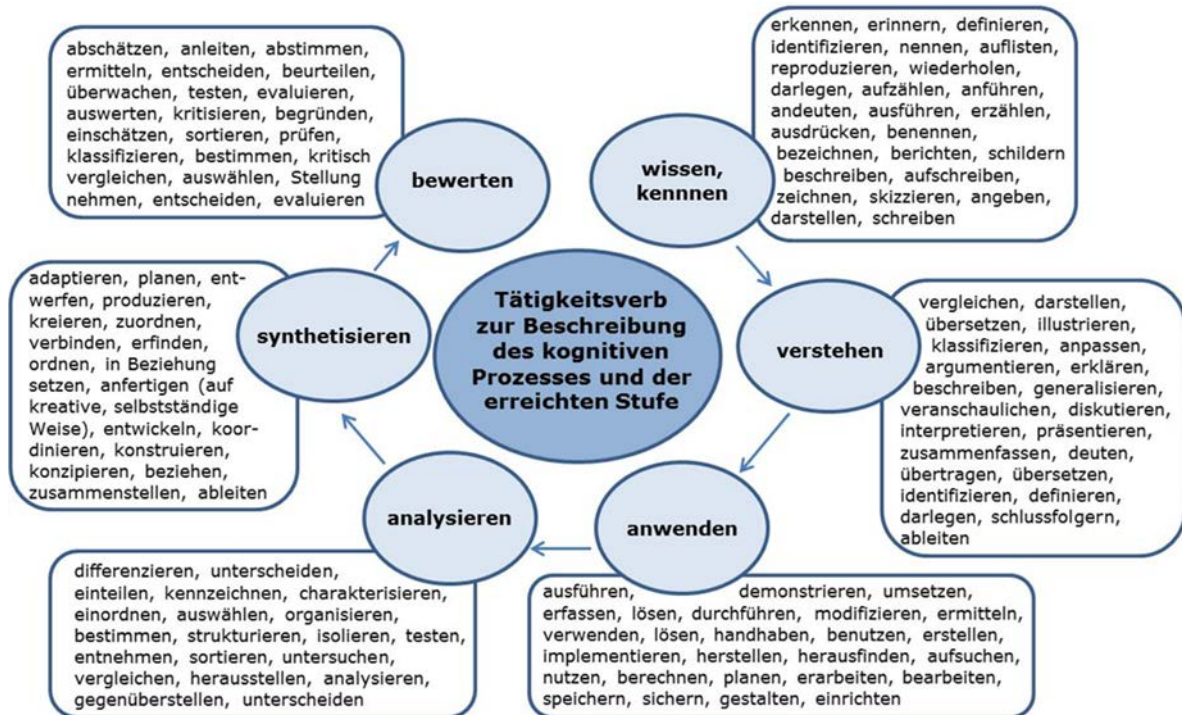 abschätzen, anleiten, abstimmen,
ermitteln, entscheiden, beurteilen,
überwachen, testen, evaluieren,
auswerten, kritisieren, begründen,
einschätzen, sortieren, prüfen,
klassifizieren, bestimmen, kritisch
vergleichen, auswählen, Stellung
nehmen, entscheiden, evaluieren
bewerten
wissen,
kennnen
erkennen, erinnern, definieren,
identifizieren, nennen, auflisten,
reproduzieren, wiederholen,
darlegen, aufzählen, anführen,
andeuten, ausführen, erzählen,
ausdrücken, benennen,
bezeichnen, berichten, schildern
beschreiben, aufschreiben,
zeichnen, skizzieren, angeben,
darstellen, schreiben
adaptieren, planen, ent-
werfen, produzieren,
kreieren, zuordnen,
verbinden, erfinden,
ordnen, in Beziehung
setzen, anfertigen (auf
kreative, selbstständige
Weise), entwickeln, koor-
dinieren, konstruieren,
konzipieren, beziehen,
zusammenstellen, ableiten
synthetisieren
Tätigkeitsverb
zur Beschreibung
des kognitiven
Prozesses und der
erreichten Stufe
verstehen
vergleichen, darstellen,
übersetzen, illustrieren,
klassifizieren, anpassen,
argumentieren, erklären,
beschreiben, generalisieren,
veranschaulichen, diskutieren,
interpretieren, präsentieren,
zusammenfassen, deuten,
übertragen, übersetzen,
identifizieren, definieren,
darlegen, schlussfolgern,
ableiten
analysieren
anwenden
differenzieren, unterscheiden,
einteilen, kennzeichnen, charakterisieren,
einordnen, auswählen, organisieren,
bestimmen, strukturieren, isolieren, testen,
entnehmen, sortieren, untersuchen,
vergleichen, herausstellen, analysieren,
gegenüberstellen, unterscheiden
ausführen, demonstrieren, umsetzen,
erfassen, lösen, durchführen, modifizieren, ermitteln,
verwenden, lösen, handhaben, benutzen, erstellen,
implementieren, herstellen, herausfinden, aufsuchen,
nutzen, berechnen, planen, erarbeiten, bearbeiten,
speichern, sichern, gestalten, einrichten